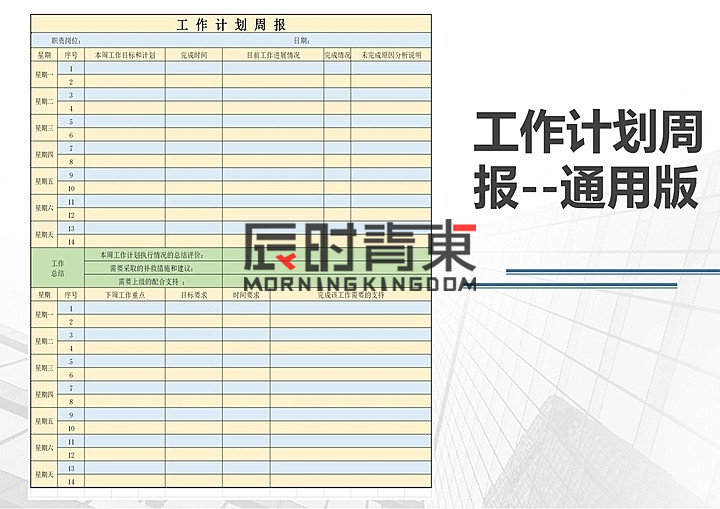 工作计划周报
职责岗位： 日期：
星期 序号 本周工作目标和计划 完成时间 目前工作进展情况 完成情况 未完成原因分析说明
星期一 1
2
星期二 3
4
星期三 5
6
星期四 7
8
星期五 9
10
星期六 11
12
星期天 13
14
工作总结 本周工作计划执行情况的总结评价：
需要采取的补救措施和建议：
需要上级的配合支持 ：
星期 序号 下周工作重点 目标要求 时间要求 完成该工作需要的支持
星期一 1
2
星期二 3
4
星期三 5
6
星期四 7
8
星期五 9
10
星期六 11
12
星期天 13
14
工作计划周
报--通用版
辰时青東
MORNINGKINGDOM